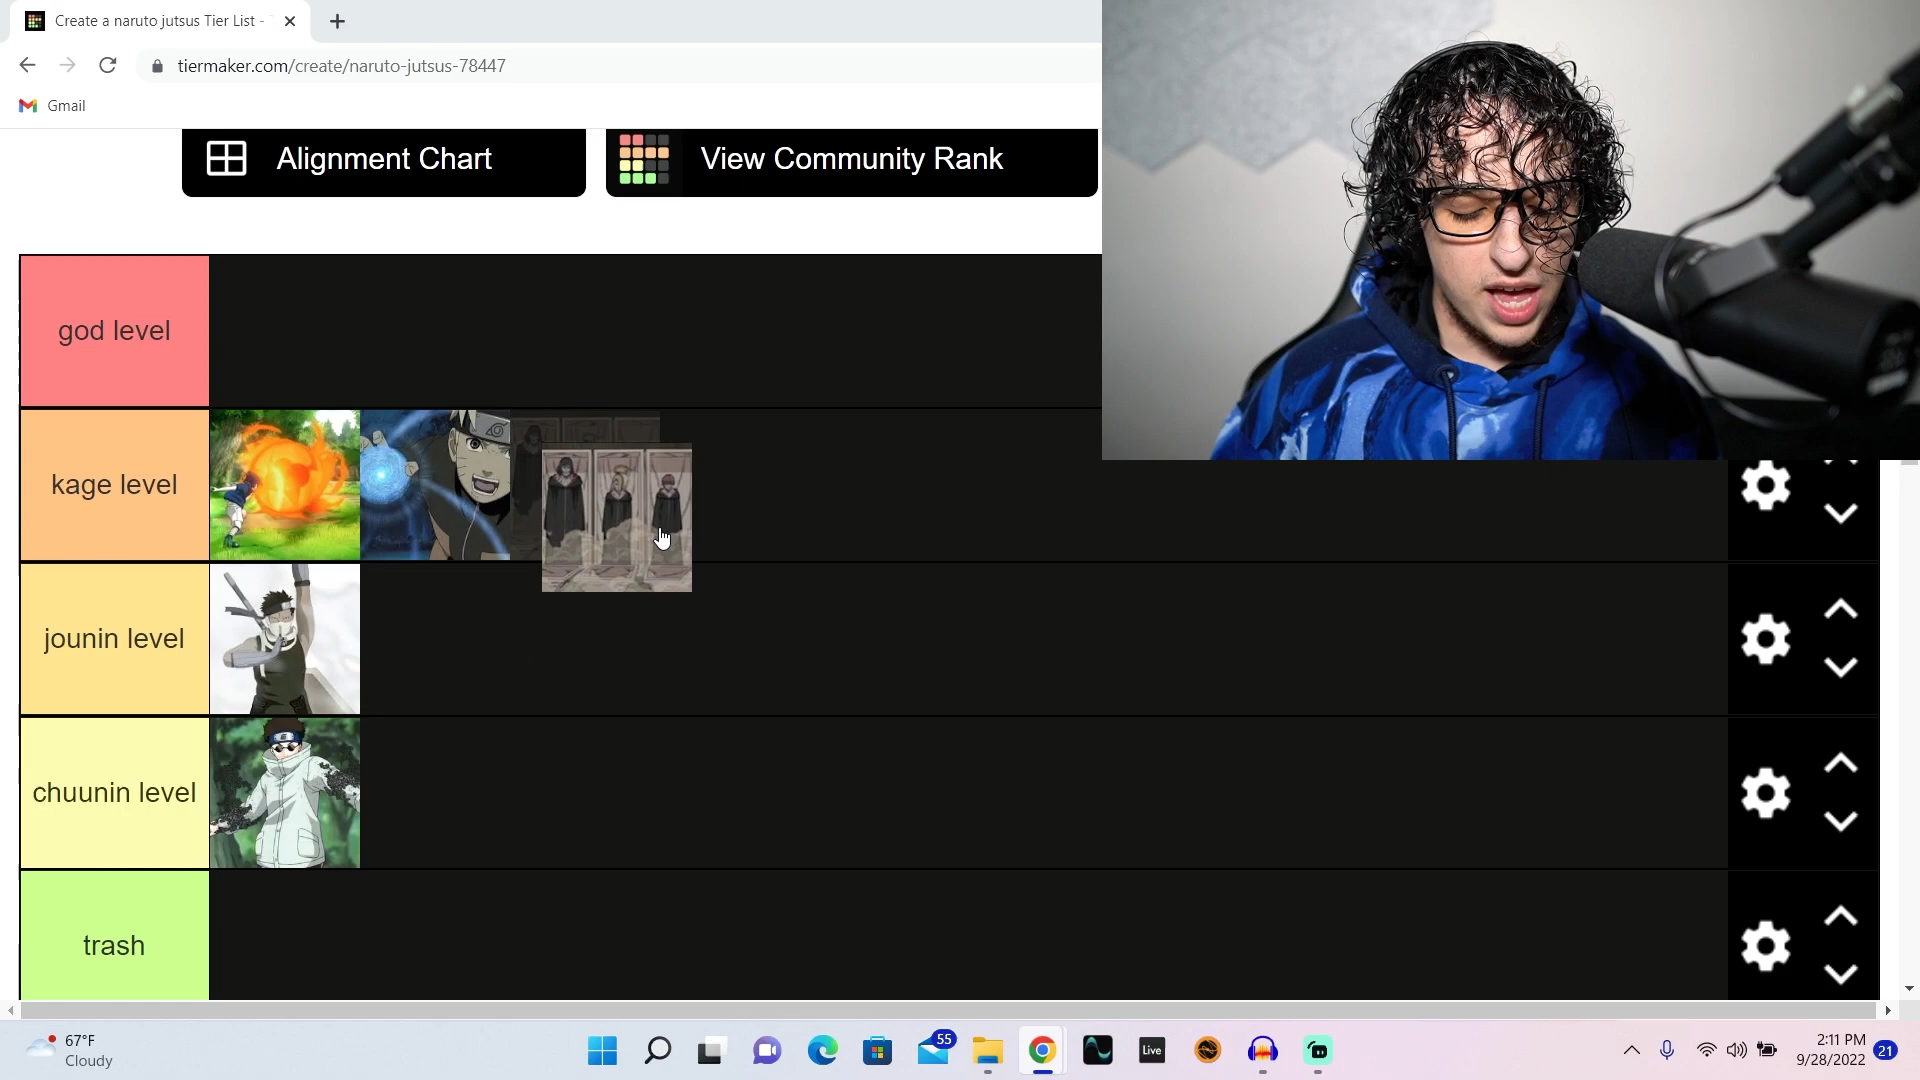 Create a naruto jutsus Tier List -
tiermaker.com/create/naruto-jutsus-78447
Gmail
Alignment Chart
View Community Rank
god level
kage level
jounin level
chuunin level
trash
67°F
Cloudy
55
Live
2:11 PM
9/28/2022
21